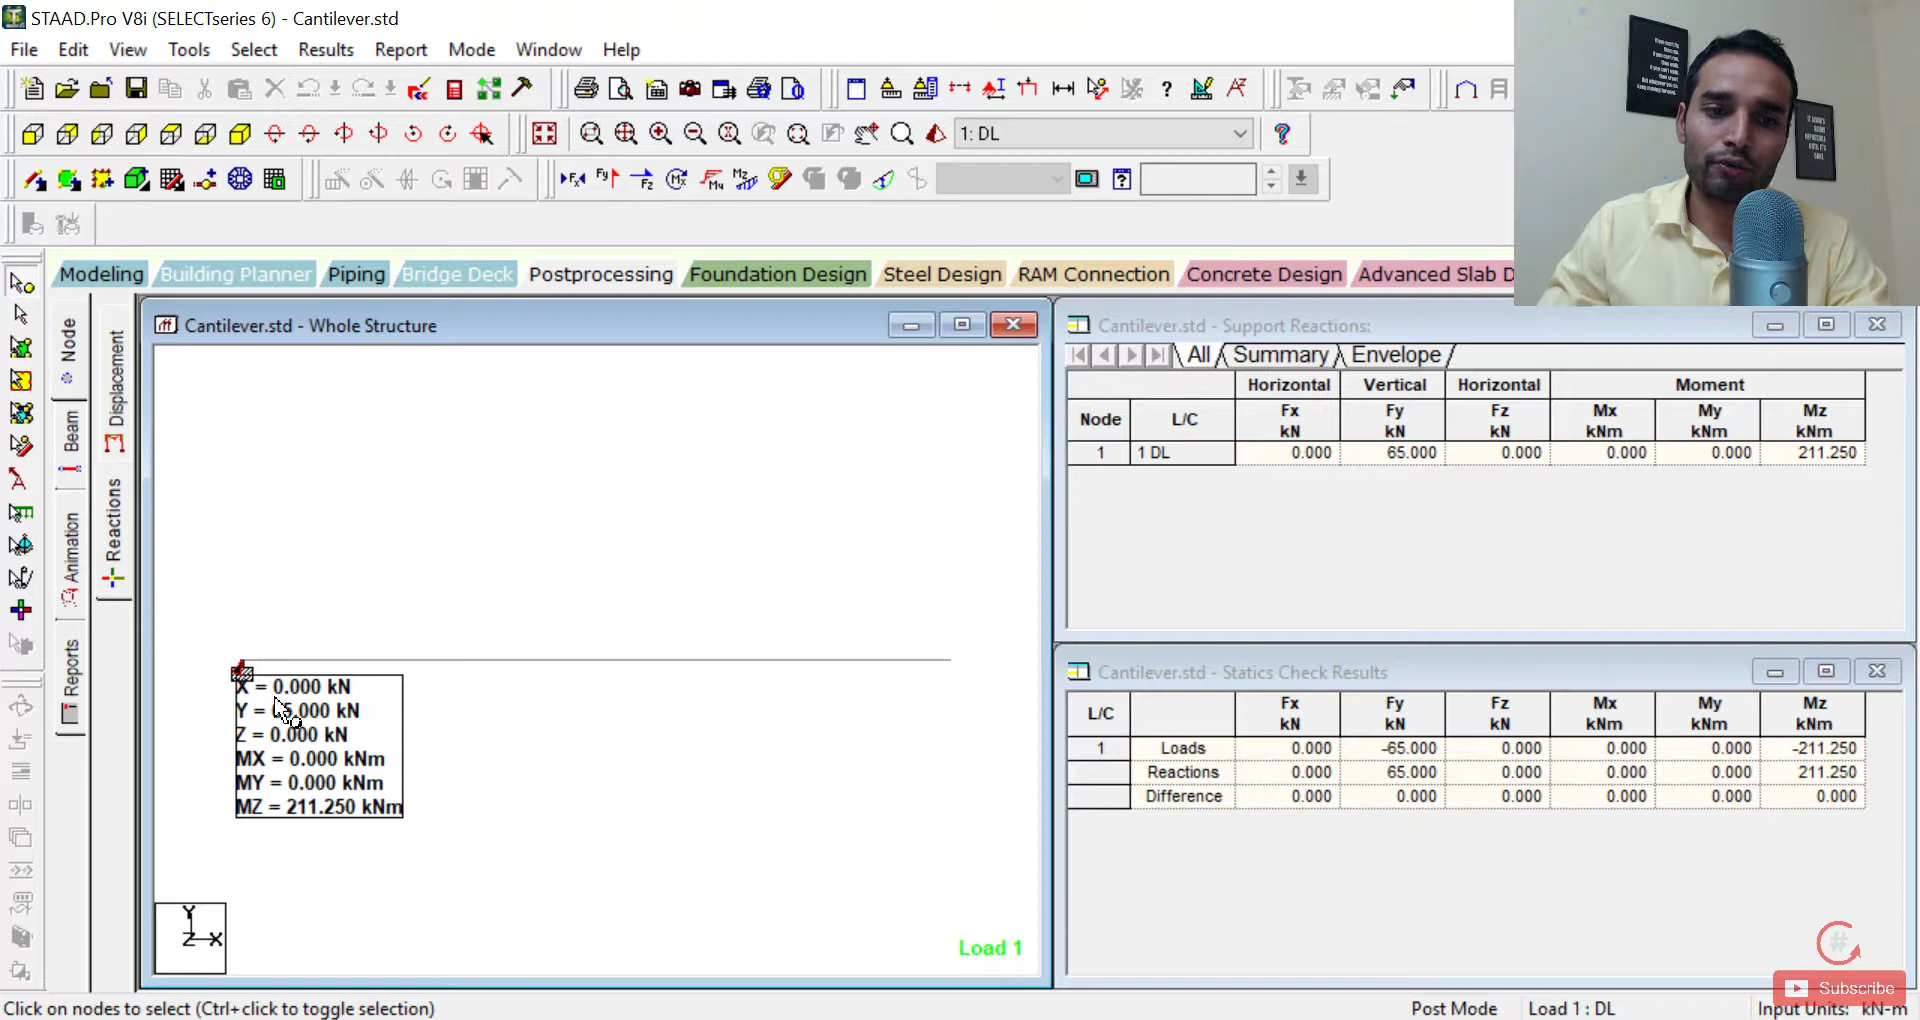 STAAD.Pro V8i (SELECTseries 6) - Cantilever.std
File Edit View Tools Select Results Report Mode Window Help
1: DL
Modeling Building Planner Piping Bridge Deck Postprocessing Foundation Design Steel Design RAM Connection Concrete Design Advanced Slab D
Node
Beam
Animation
Reports
Displacement
Reactions
Cantilever.std - Whole Structure
X = 0.000 kN
Y = 65.000 kN
Z = 0.000 kN
MX = 0.000 kNm
MY = 0.000 kNm
MZ = 211.250 kNm
Y
Z X
Load 1
Cantilever.std - Support Reactions:
All Summary Envelope
Horizontal Vertical Horizontal Moment
Node L/C Fx kN Fy kN Fz kN Mx kNm My kNm Mz kNm
1 1 DL 0.000 65.000 0.000 0.000 0.000 211.250
Cantilever.std - Statics Check Results
L/C Fx kN Fy kN Fz kN Mx kNm My kNm Mz kNm
1 Loads 0.000 -65.000 0.000 0.000 0.000 -211.250
Reactions 0.000 65.000 0.000 0.000 0.000 211.250
Difference 0.000 0.000 0.000 0.000 0.000 0.000
Subscribe
Click on nodes to select (Ctrl+click to toggle selection) Post Mode Load 1 : DL Input Units: kN-m